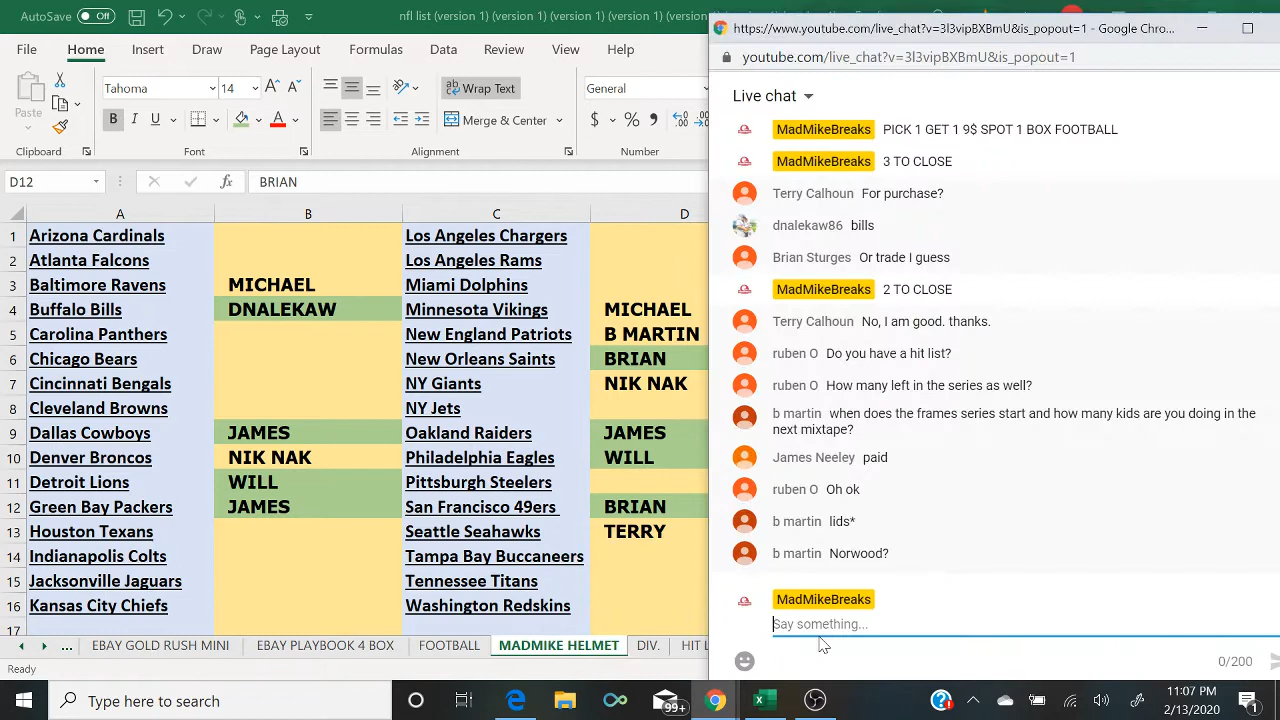 AutoSave Off
nfl list (version 1) (version 1) (version 1) (version 1) (version 1) (version
https://www.youtube.com/live_chat?v=3l3vipBXBmU&is_popout=1 - Google Chro...
File Home Insert Draw Page Layout Formulas Data Review View Help
youtube.com/live_chat?v=3l3vipBXBmU&is_popout=1
Tahoma 14 ab Wrap Text General
Paste B I U A Merge & Center $ % 9
Clipboard Font Alignment Number
D12 fx BRIAN
A B C D
1 Arizona Cardinals Los Angeles Chargers
2 Atlanta Falcons Los Angeles Rams
3 Baltimore Ravens MICHAEL Miami Dolphins
4 Buffalo Bills DNALEKAW Minnesota Vikings MICHAEL
5 Carolina Panthers New England Patriots B MARTIN
6 Chicago Bears New Orleans Saints BRIAN
7 Cincinnati Bengals NY Giants NIK NAK
8 Cleveland Browns NY Jets
9 Dallas Cowboys JAMES Oakland Raiders JAMES
10 Denver Broncos NIK NAK Philadelphia Eagles WILL
11 Detroit Lions WILL Pittsburgh Steelers
12 Green Bay Packers JAMES San Francisco 49ers BRIAN
13 Houston Texans Seattle Seahawks TERRY
14 Indianapolis Colts Tampa Bay Buccaneers
15 Jacksonville Jaguars Tennessee Titans
16 Kansas City Chiefs Washington Redskins
17
... EBAY GOLD RUSH MINI EBAY PLAYBOOK 4 BOX FOOTBALL MADMIKE HELMET DIV. HIT L
Ready
Live chat
MadMikeBreaks PICK 1 GET 1 9$ SPOT 1 BOX FOOTBALL
MadMikeBreaks 3 TO CLOSE
Terry Calhoun For purchase?
dnalekaw86 bills
Brian Sturges Or trade I guess
MadMikeBreaks 2 TO CLOSE
Terry Calhoun No, I am good. thanks.
ruben O Do you have a hit list?
ruben O How many left in the series as well?
b martin when does the frames series start and how many kids are you doing in the
next mixtape?
James Neeley paid
ruben O Oh ok
b martin lids*
b martin Norwood?
MadMikeBreaks
Say something...
0/200
Type here to search
99+
11:07 PM
2/13/2020
1